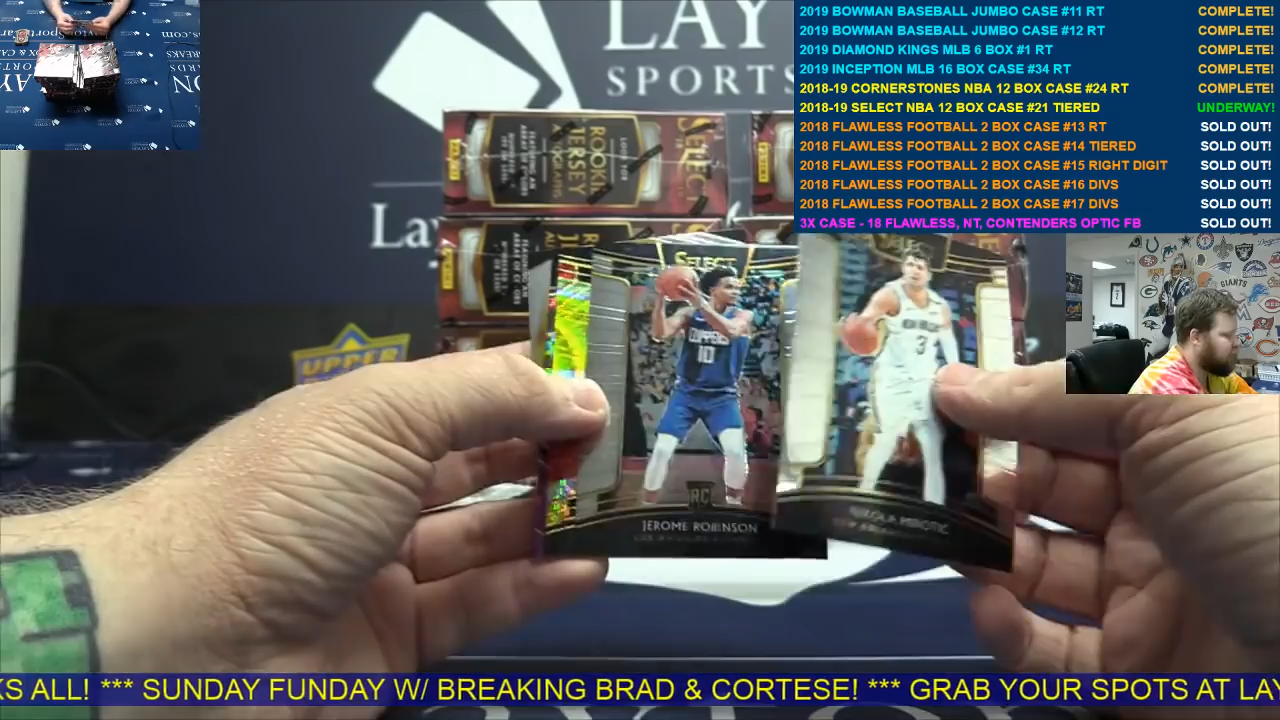 2019 BOWMAN BASEBALL JUMBO CASE #11 RT COMPLETE!
2019 BOWMAN BASEBALL JUMBO CASE #12 RT COMPLETE!
2019 DIAMOND KINGS MLB 6 BOX #1 RT COMPLETE!
2019 INCEPTION MLB 16 BOX CASE #34 RT COMPLETE!
2018-19 CORNERSTONES NBA 12 BOX CASE #24 RT COMPLETE!
2018-19 SELECT NBA 12 BOX CASE #21 TIERED UNDERWAY!
2018 FLAWLESS FOOTBALL 2 BOX CASE #13 RT SOLD OUT!
2018 FLAWLESS FOOTBALL 2 BOX CASE #14 TIERED SOLD OUT!
2018 FLAWLESS FOOTBALL 2 BOX CASE #15 RIGHT DIGIT SOLD OUT!
2018 FLAWLESS FOOTBALL 2 BOX CASE #16 DIVS SOLD OUT!
2018 FLAWLESS FOOTBALL 2 BOX CASE #17 DIVS SOLD OUT!
3X CASE - 18 FLAWLESS, NT, CONTENDERS OPTIC FB SOLD OUT!
LAY
SPORTS
Lay
SELECT
ROOKIE
JERSEY
UPPER
GIANTS
SELECT
CLIPPERS
10
3
RC
JEROME ROBINSON
NIKOLA MIROTIC
KS ALL! *** SUNDAY FUNDAY W/ BREAKING BRAD & CORTESE! *** GRAB YOUR SPOTS AT LAY